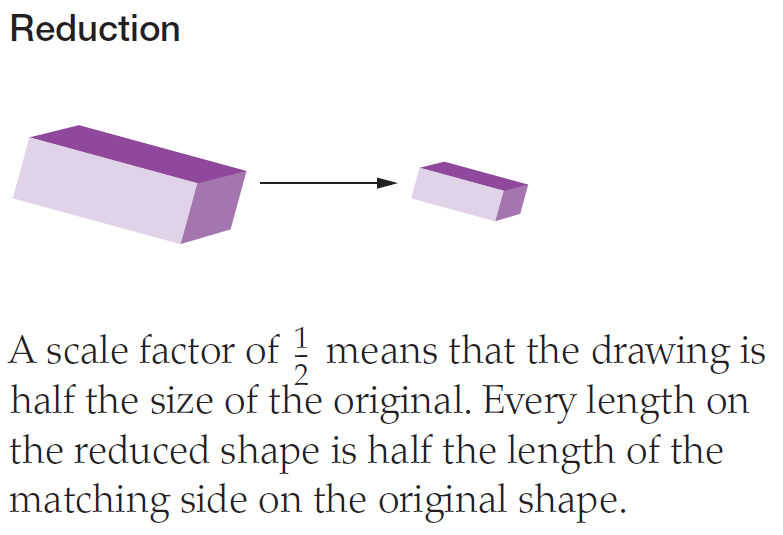 Reduction
A scale factor of 1/2 means that the drawing is
half the size of the original. Every length on
the reduced shape is half the length of the
matching side on the original shape.